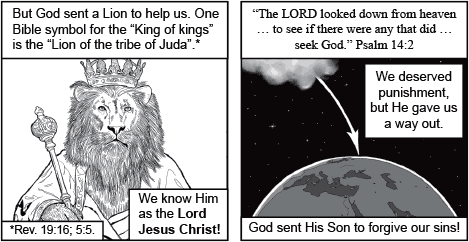 But God sent a Lion to help us. One
Bible symbol for the "King of kings"
is the "Lion of the tribe of Juda".*
We know Him
as the Lord
Jesus Christ!
*Rev. 19:16; 5:5.
"The LORD looked down from heaven
… to see if there were any that did …
seek God." Psalm 14:2
We deserved
punishment,
but He gave us
a way out.
God sent His Son to forgive our sins!